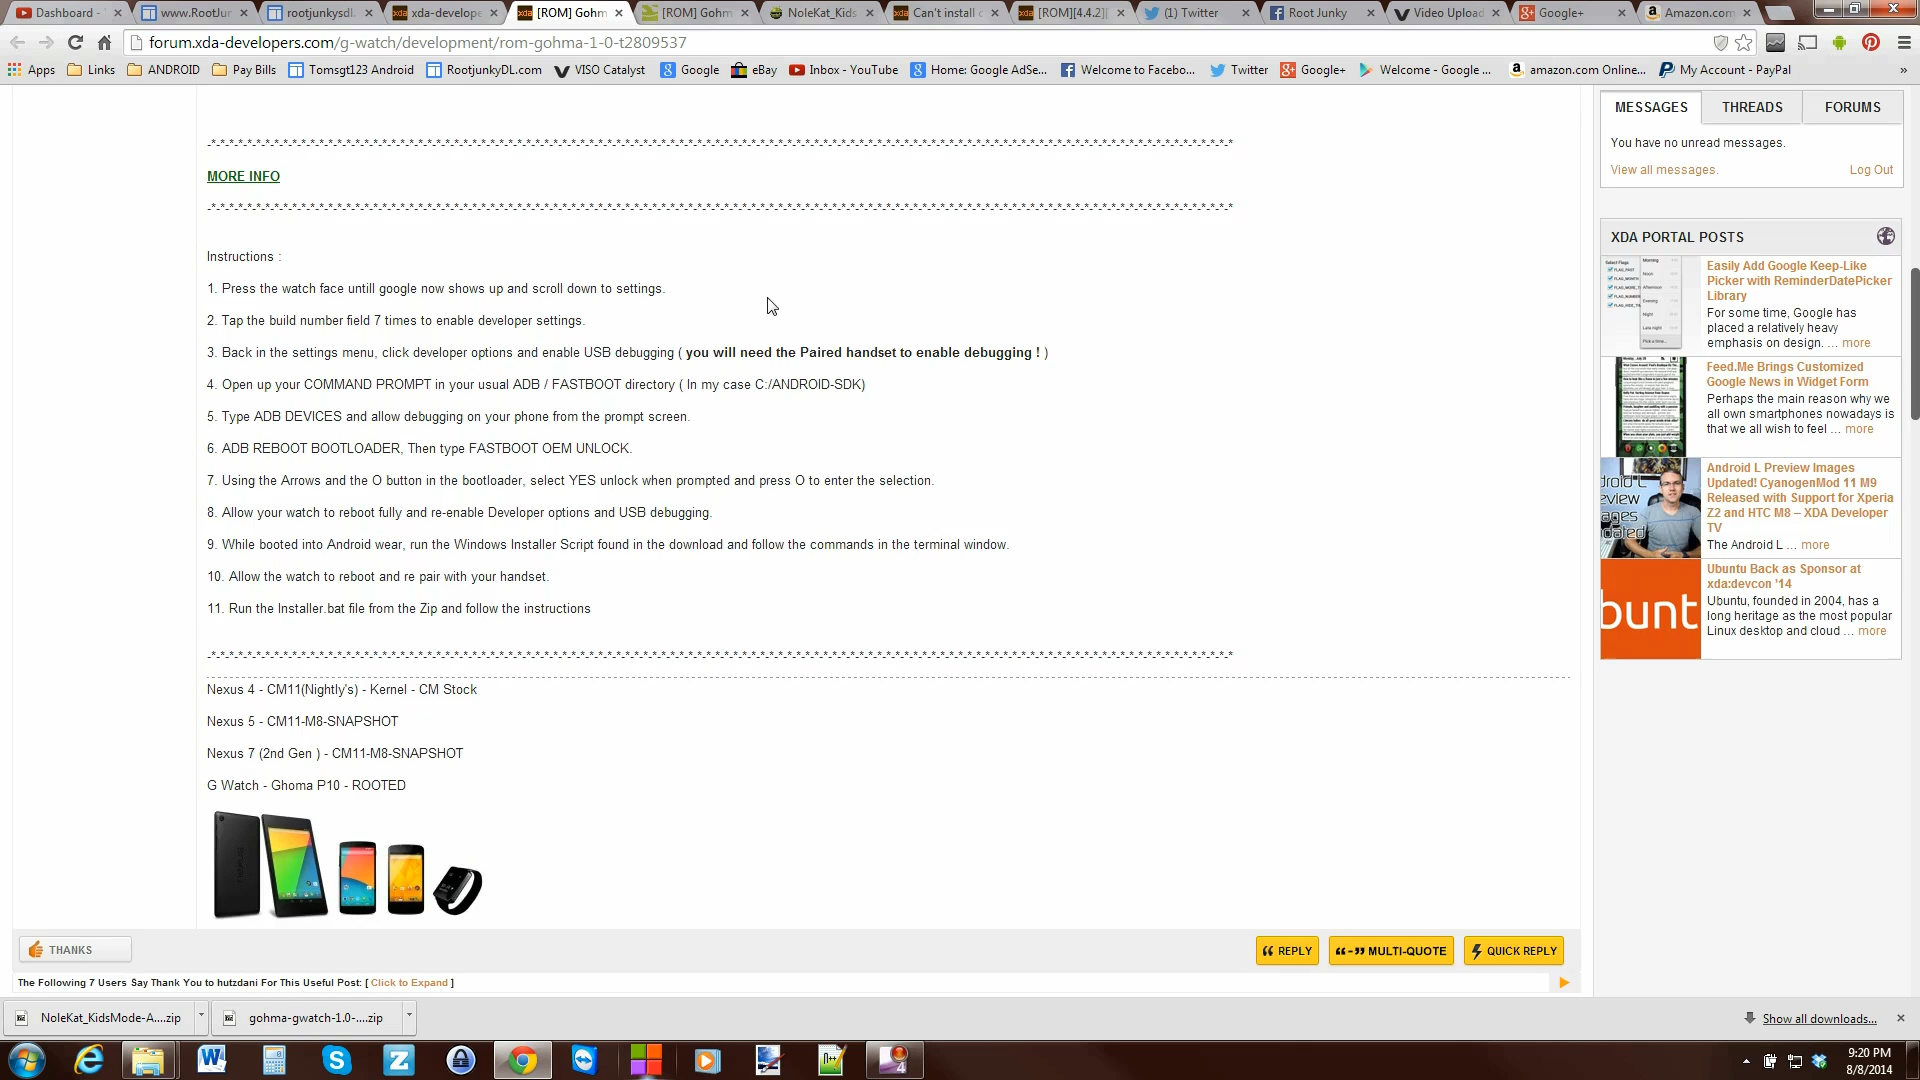 Dashboard -
www.RootJun
rootjunkysdl.
xda-develope
[ROM] Gohm
[ROM] Gohm
NoleKat_Kids
Can't install c
[ROM][4.4.2][
(1) Twitter
Root Junky
Video Upload
Google+
Amazon.com
forum.xda-developers.com/g-watch/development/rom-gohma-1-0-t2809537
Apps
Links
ANDROID
Pay Bills
Tomsgt123 Android
RootjunkyDL.com
VISO Catalyst
Google
eBay
Inbox - YouTube
Home: Google AdSe...
Welcome to Facebo...
Twitter
Google+
Welcome - Google ...
amazon.com Online...
My Account - PayPal
»
MORE INFO
Instructions :
1. Press the watch face untill google now shows up and scroll down to settings.
2. Tap the build number field 7 times to enable developer settings.
3. Back in the settings menu, click developer options and enable USB debugging ( you will need the Paired handset to enable debugging ! )
4. Open up your COMMAND PROMPT in your usual ADB / FASTBOOT directory ( In my case C:/ANDROID-SDK)
5. Type ADB DEVICES and allow debugging on your phone from the prompt screen.
6. ADB REBOOT BOOTLOADER, Then type FASTBOOT OEM UNLOCK.
7. Using the Arrows and the O button in the bootloader, select YES unlock when prompted and press O to enter the selection.
8. Allow your watch to reboot fully and re-enable Developer options and USB debugging.
9. While booted into Android wear, run the Windows Installer Script found in the download and follow the commands in the terminal window.
10. Allow the watch to reboot and re pair with your handset.
11. Run the Installer.bat file from the Zip and follow the instructions
Nexus 4 - CM11(Nightly's) - Kernel - CM Stock
Nexus 5 - CM11-M8-SNAPSHOT
Nexus 7 (2nd Gen ) - CM11-M8-SNAPSHOT
G Watch - Ghoma P10 - ROOTED
THANKS
REPLY
MULTI-QUOTE
QUICK REPLY
The Following 7 Users Say Thank You to hutzdani For This Useful Post: [ Click to Expand ]
MESSAGES
THREADS
FORUMS
You have no unread messages.
View all messages.
Log Out
XDA PORTAL POSTS
Easily Add Google Keep-Like
Picker with ReminderDatePicker
Library
For some time, Google has
placed a relatively heavy
emphasis on design. ... more
Feed.Me Brings Customized
Google News in Widget Form
Perhaps the main reason why we
all own smartphones nowadays is
that we all wish to feel ... more
Android L Preview Images
Updated! CyanogenMod 11 M9
Released with Support for Xperia
Z2 and HTC M8 – XDA Developer
TV
The Android L ... more
Ubuntu Back as Sponsor at
xda:devcon '14
Ubuntu, founded in 2004, has a
long heritage as the most popular
Linux desktop and cloud ... more
bunt
NoleKat_KidsMode-A....zip
gohma-gwatch-1.0-....zip
Show all downloads...
9:20 PM
8/8/2014